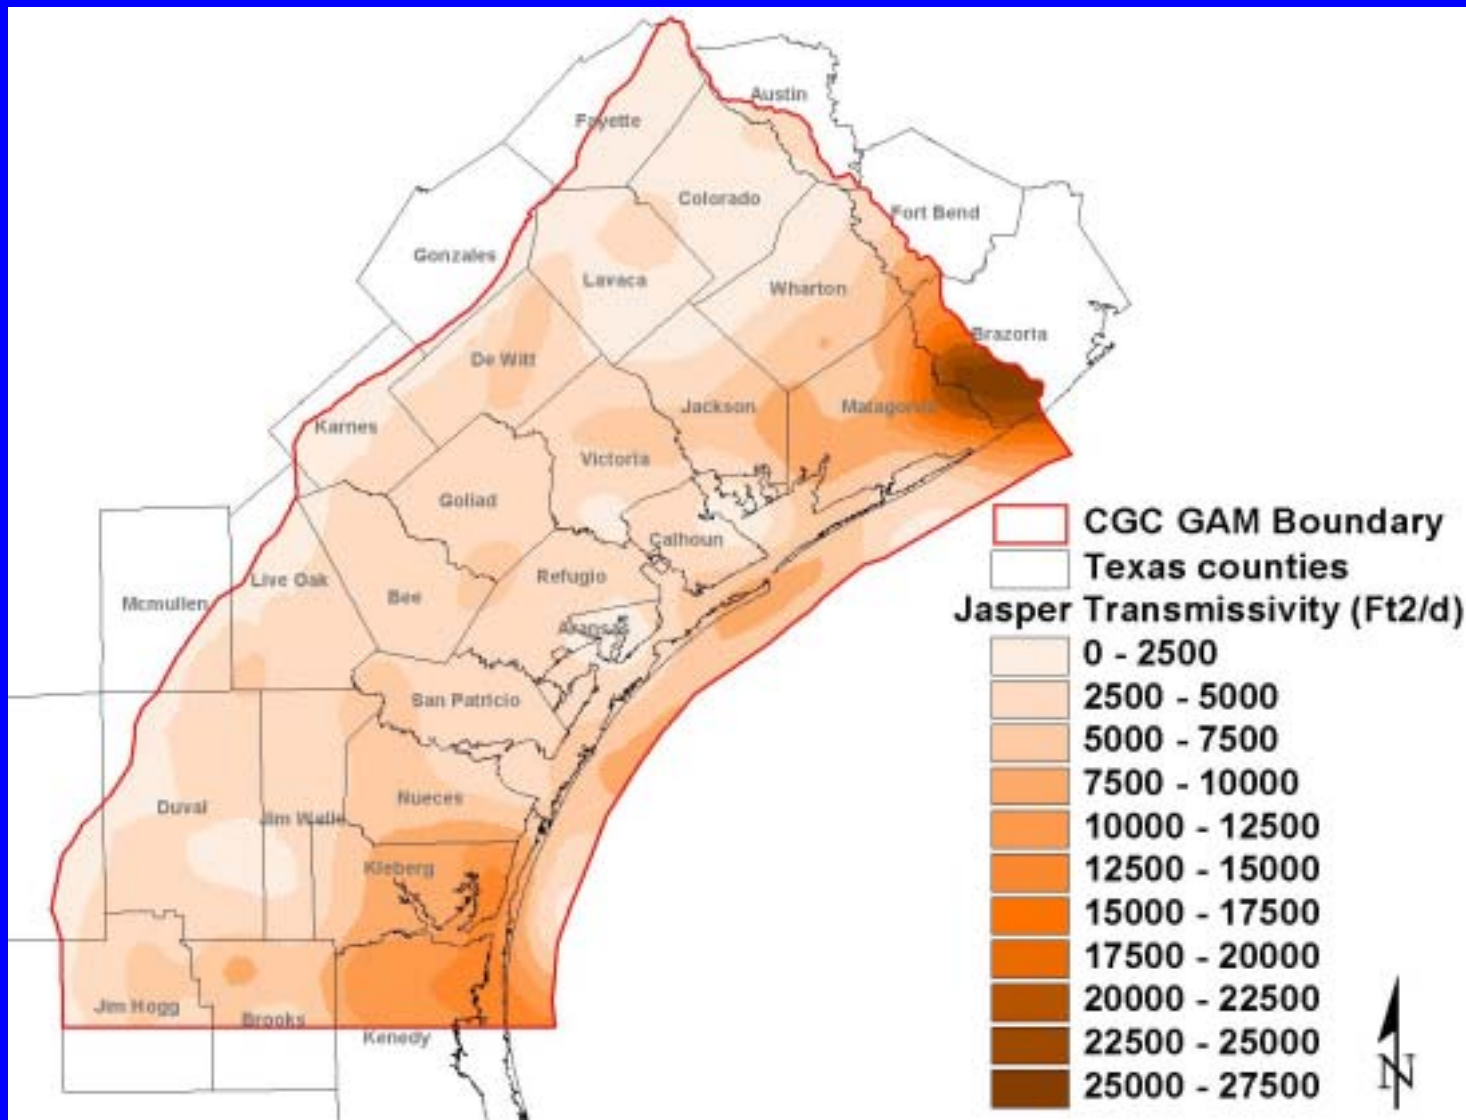 Austin
Fayette
Colorado
Fort Bend
Gonzales
Lavaca
Wharton
Brazoria
De Witt
Jackson
Matagorda
Karnes
Victoria
Goliad
Calhoun
Live Oak
Refugio
Bee
Mcmullen
Aransas
San Patricio
Nueces
Duval
Jim Wells
Kleberg
Jim Hogg
Brooks
Kenedy
CGC GAM Boundary
Texas counties
Jasper Transmissivity (Ft2/d)
0 - 2500
2500 - 5000
5000 - 7500
7500 - 10000
10000 - 12500
12500 - 15000
15000 - 17500
17500 - 20000
20000 - 22500
22500 - 25000
25000 - 27500
N